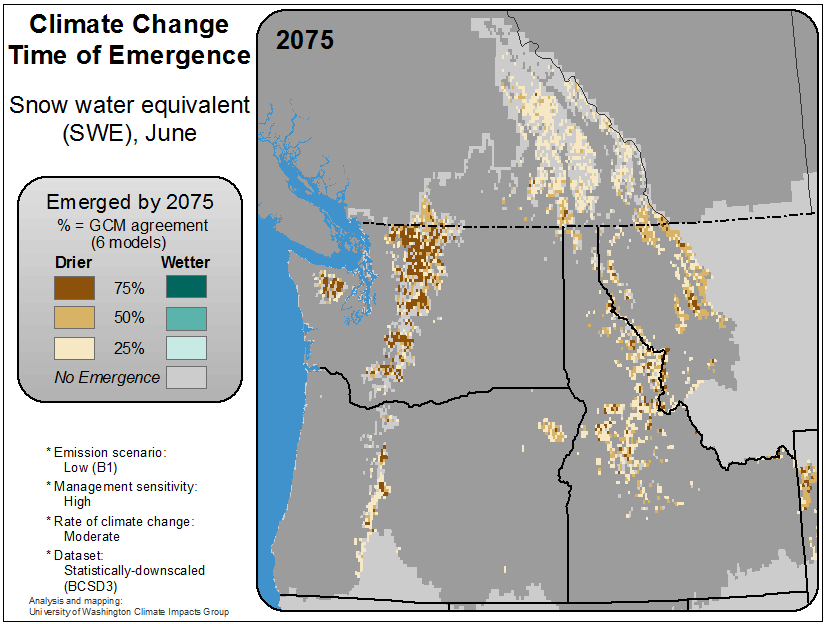 Climate Change
Time of Emergence
Snow water equivalent
(SWE), June
Emerged by 2075
% = GCM agreement
(6 models)
Drier Wetter
75%
50%
25%
No Emergence
* Emission scenario:
Low (B1)
* Management sensitivity:
High
* Rate of climate change:
Moderate
* Dataset:
Statistically-downscaled
(BCSD3)
Analysis and mapping:
University of Washington Climate Impacts Group
2075